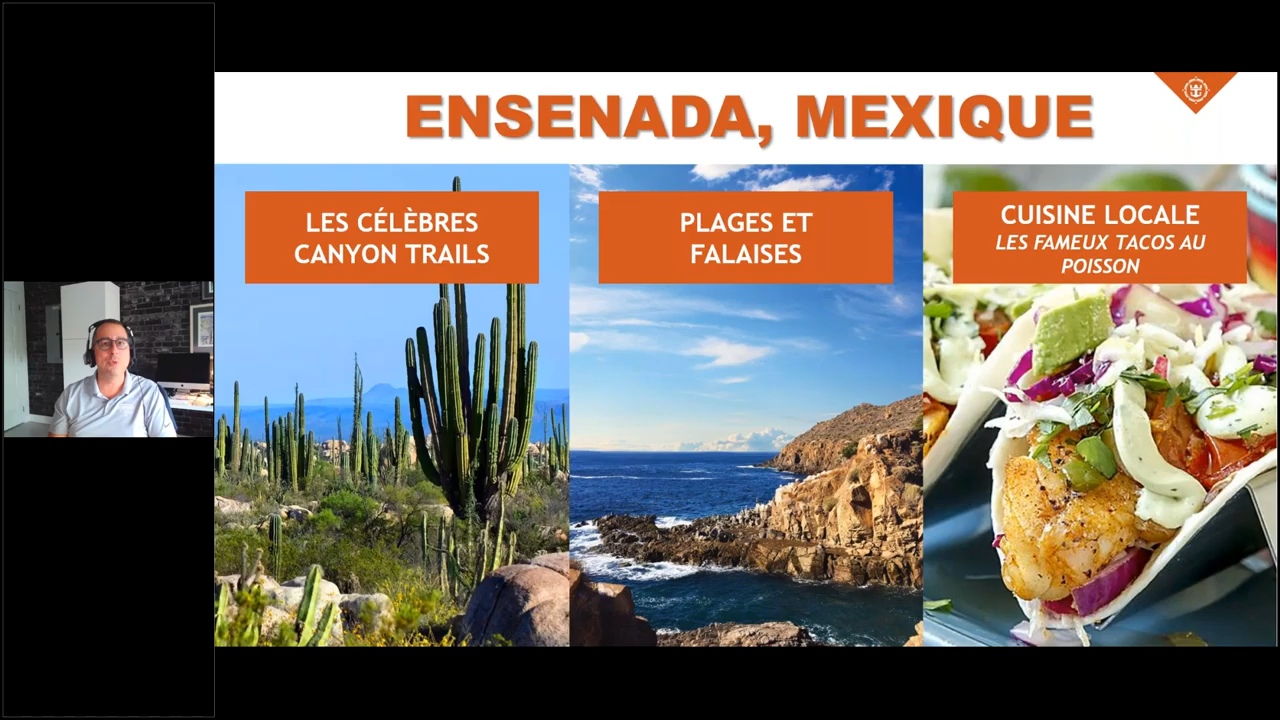 ENSENADA, MEXIQUE
LES CÉLÈBRES
CANYON TRAILS
PLAGES ET
FALAISES
CUISINE LOCALE
LES FAMEUX TACOS AU
POISSON